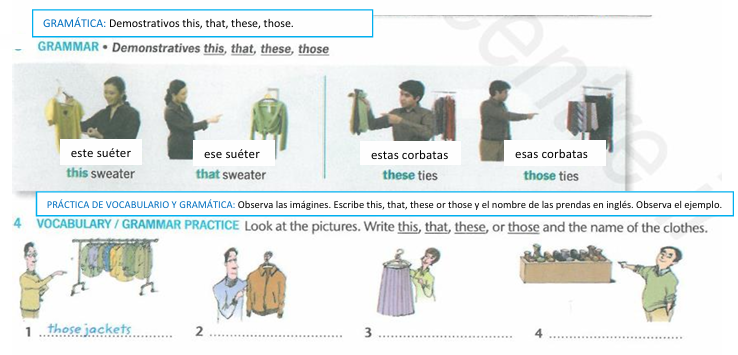 GRAMÁTICA: Demostrativos this, that, these, those.
GRAMMAR • Demonstratives this, that, these, those
este suéter
ese suéter
estas corbatas
esas corbatas
this sweater
that sweater
these ties
those ties
PRÁCTICA DE VOCABULARIO Y GRAMÁTICA: Observa las imágines. Escribe this, that, these or those y el nombre de las prendas en inglés. Observa el ejemplo.
4 VOCABULARY / GRAMMAR PRACTICE Look at the pictures. Write this, that, these, or those and the name of the clothes.
1 those jackets
2
3
4
centre